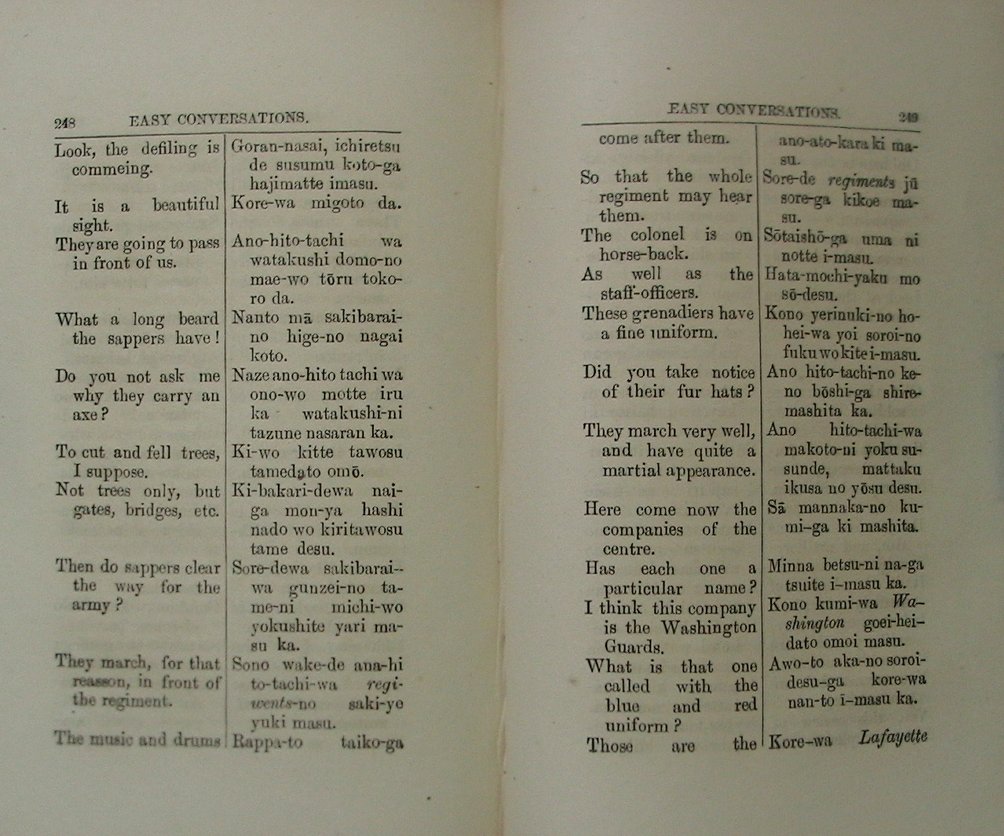 248 EASY CONVERSATIONS.
Look, the defiling is
commeing.
It is a beautiful
sight.
They are going to pass
in front of us.
What a long beard
the sappers have!
Do you not ask me
why they carry an
axe?
To cut and fell trees,
I suppose.
Not trees only, but
gates, bridges, etc.
Then do sappers clear
the way for the
army?
They march, for that
reasson, in front of
the regiment.
The music and drums
Goran-nasai, ichiretsu
de susumu koto-ga
hajimatte imasu.
Kore-wa migoto da.
Ano-hito-tachi wa
watakushi domo-no
mae-wo tōru toko-
ro da.
Nanto mā sakibarai-
no hige-no nagai
koto.
Naze ano-hito tachi wa
ono-wo motte iru
ka watakushi-ni
tazune nasaran ka.
Ki-wo kitte tawosu
tamedato omō.
Ki-bakari-dewa nai-
ga mon-ya hashi
nado wo kiritawosu
tame desu.
Sore-dewa sakibarai-
wa gunzei-no ta-
me-ni michi-wo
yokushite yari ma-
su ka.
Sono wake-de ana-hi
to-tachi-wa regi-
wents-no saki-ye
yuki masu.
Rappa-to taiko-ga
EASY CONVERSATIONS. 249
come after them.
So that the whole
regiment may hear
them.
The colonel is on
horse-back.
As well as the
staff-officers.
These grenadiers have
a fine uniform.
Did you take notice
of their fur hats?
They march very well,
and have quite a
martial appearance.
Here come now the
companies of the
centre.
Has each one a
particular name?
I think this company
is the Washington
Guards.
What is that one
called with the
blue and red
uniform?
Those are the
ano-ato-kara ki ma-
su.
Sore-de regiments jū
sore-ga kikoe ma-
su.
Sōtaishō-ga uma ni
notte i-masu.
Hata-mochi-yaku mo
sō-desu.
Kono yerinuki-no ho-
hei-wa yoi soroi-no
fuku wo kite i-masu.
Ano hito-tachi-no ke-
no bōshi-ga shire-
mashita ka.
Ano hito-tachi-wa
makoto-ni yoku su-
sunde, mattaku
ikusa no yōsu desu.
Sā mannaka-no ku-
mi-ga ki mashita.
Minna betsu-ni na-ga
tsuite i-masu ka.
Kono kumi-wa Wa-
shington goei-hei-
dato omoi masu.
Awo-to aka-no soroi-
desu-ga kore-wa
nan-to ī-masu ka.
Kore-wa Lafayette